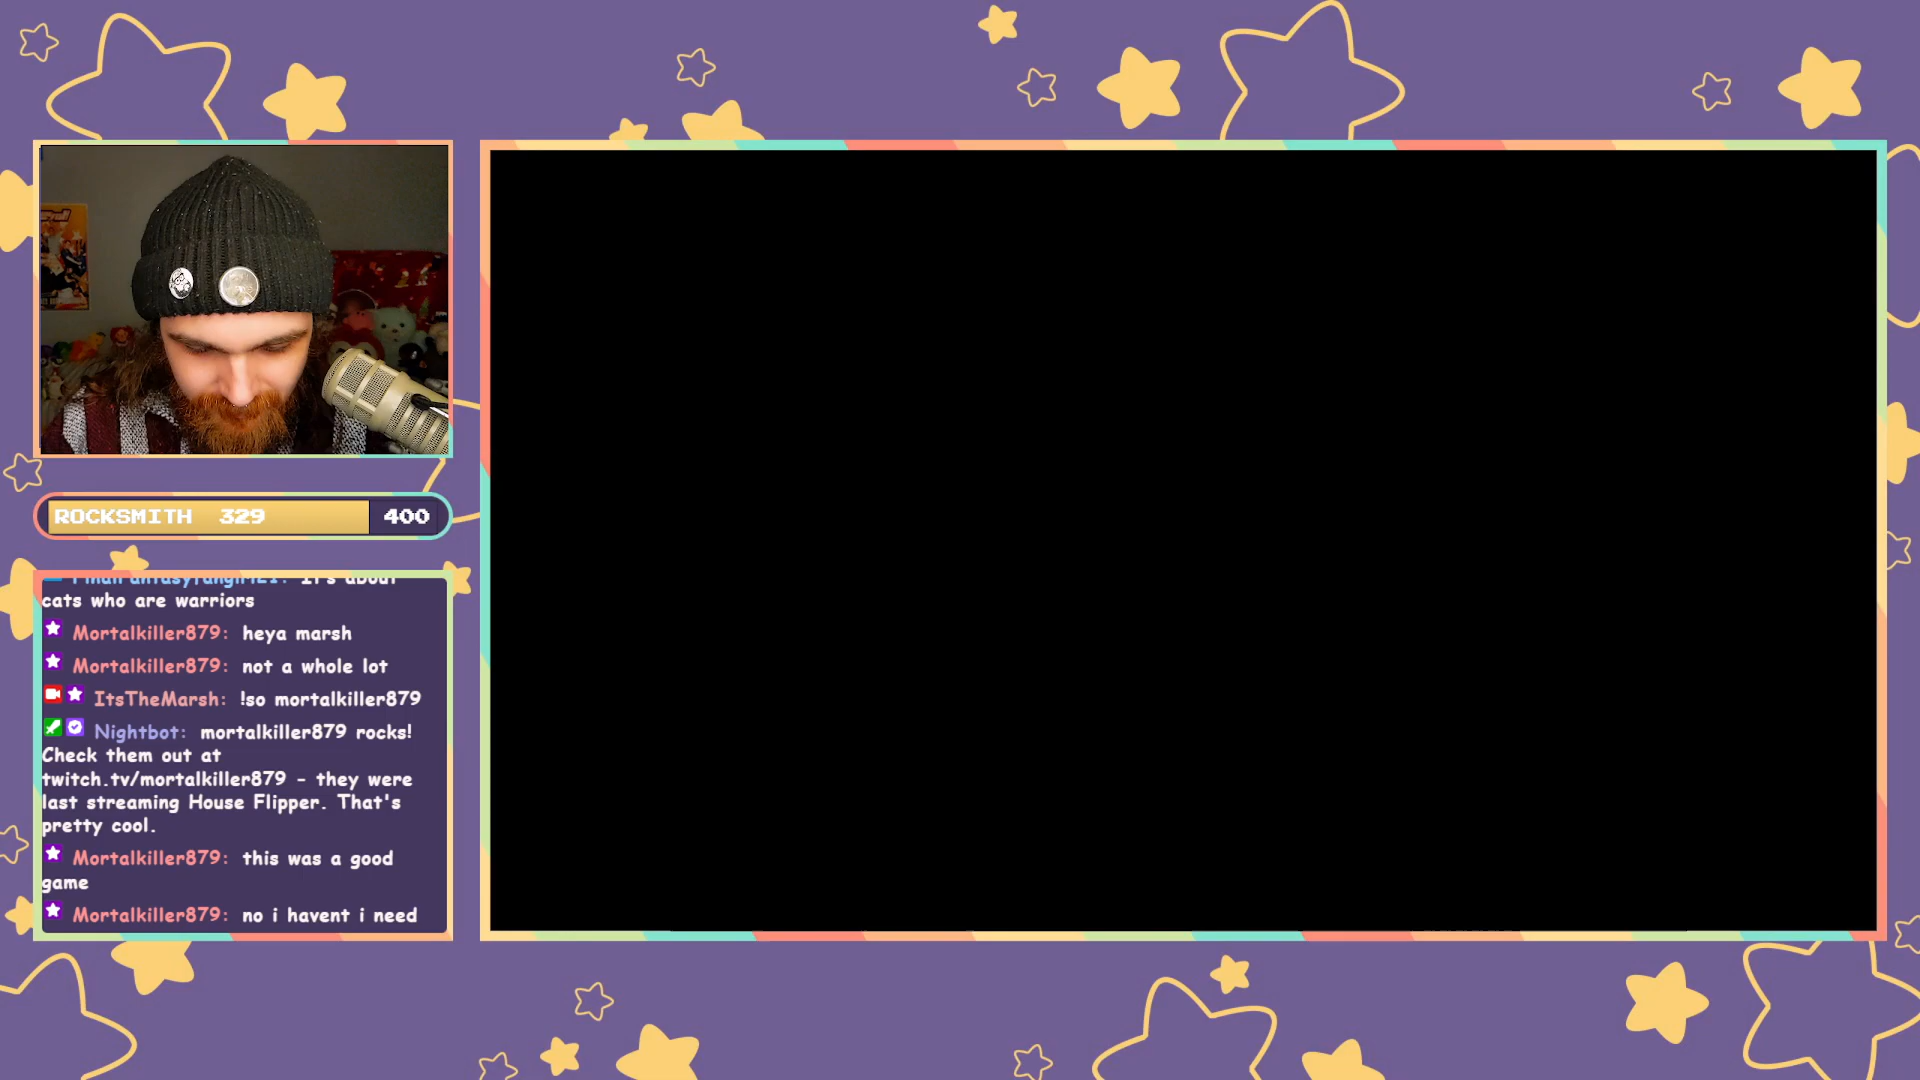 ROCKSMITH 329 400
It's about
cats who are warriors
Mortalkiller879: heya marsh
Mortalkiller879: not a whole lot
ItsTheMarsh: !so mortalkiller879
Nightbot: mortalkiller879 rocks!
Check them out at
twitch.tv/mortalkiller879 - they were
last streaming House Flipper. That's
pretty cool.
Mortalkiller879: this was a good
game
Mortalkiller879: no i havent i need